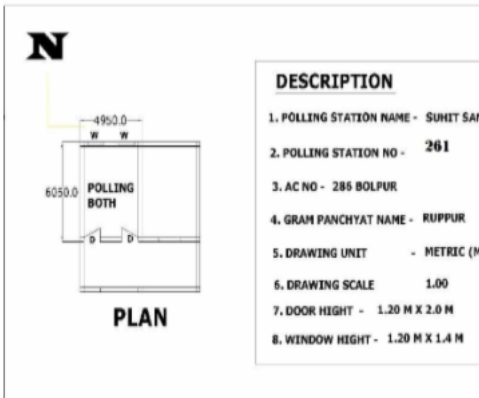 N
4950.0
W W
6050.0
POLLING
BOTH
D D
PLAN
DESCRIPTION
1. POLLING STATION NAME - SUHIT
2. POLLING STATION NO - 261
3. AC NO - 286 BOLPUR
4. GRAM PANCHYAT NAME - RUPPUR
5. DRAWING UNIT - METRIC
6. DRAWING SCALE 1.00
7. DOOR HIGHT - 1.20 M X 2.0 M
8. WINDOW HIGHT - 1.20 M X 1.4 M